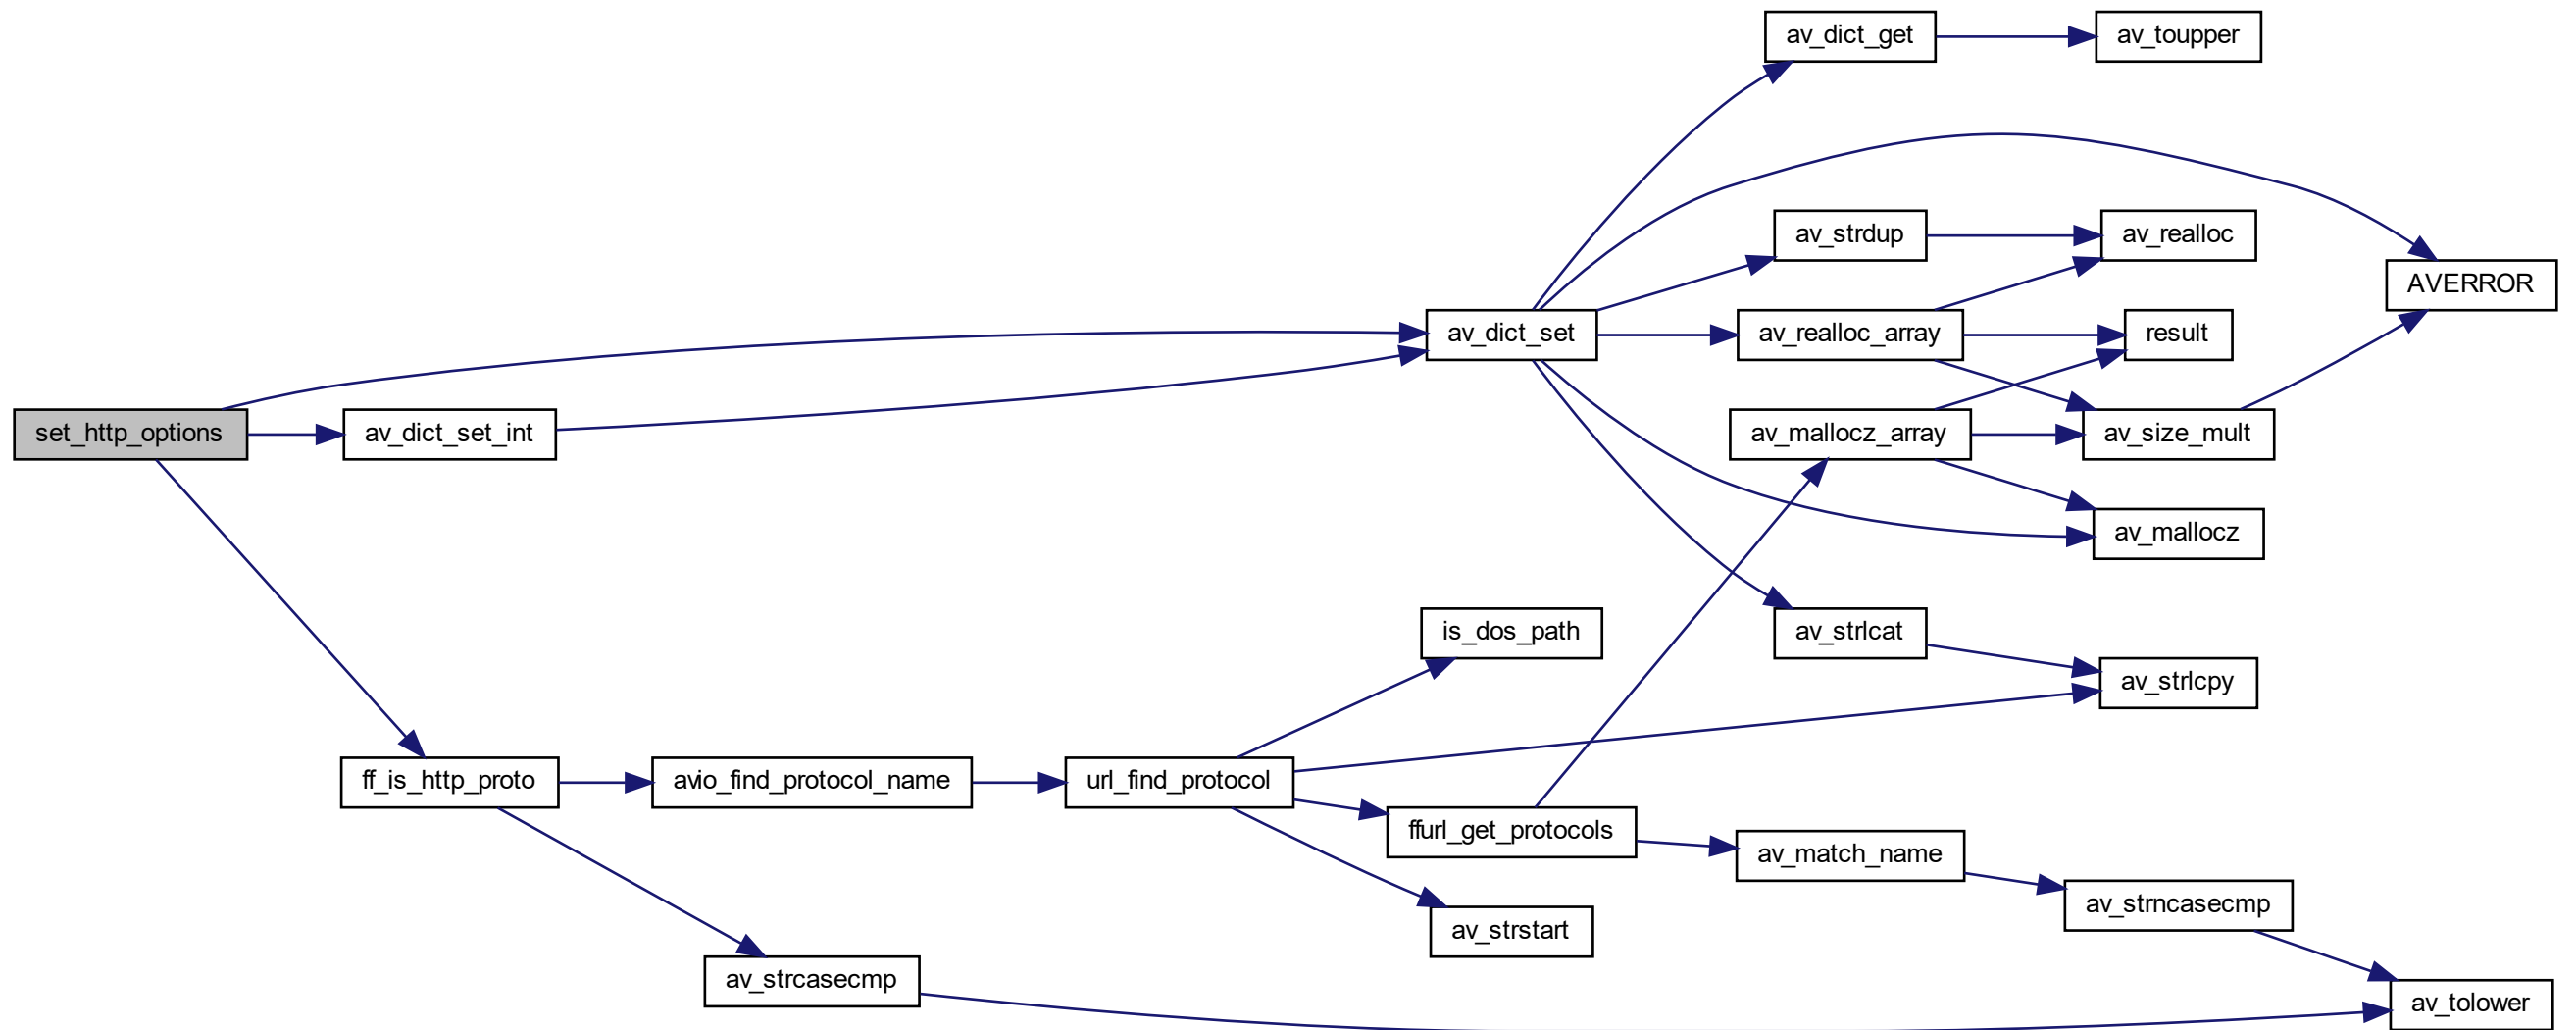 av_dict_get
av_toupper
av_strdup
av_realloc
AVERROR
av_dict_set
av_realloc_array
result
set_http_options
av_dict_set_int
av_mallocz_array
av_size_mult
av_mallocz
is_dos_path
av_strlcat
av_strlcpy
ff_is_http_proto
avio_find_protocol_name
url_find_protocol
ffurl_get_protocols
av_match_name
av_strncasecmp
av_strstart
av_strcasecmp
av_tolower